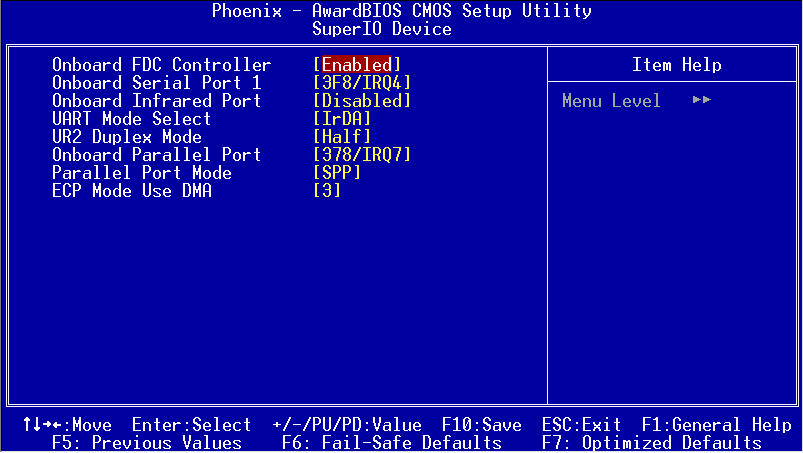 Phoenix - AwardBIOS CMOS Setup Utility
SuperIO Device
Onboard FDC Controller [Enabled]
Onboard Serial Port 1 [3F8/IRQ4]
Onboard Infrared Port [Disabled]
UART Mode Select [IrDA]
UR2 Duplex Mode [Half]
Onboard Parallel Port [378/IRQ7]
Parallel Port Mode [SPP]
ECP Mode Use DMA [3]
Item Help
Menu Level ▶▶
↑↓→←:Move Enter:Select +/-/PU/PD:Value F10:Save ESC:Exit F1:General Help
F5: Previous Values F6: Fail-Safe Defaults F7: Optimized Defaults